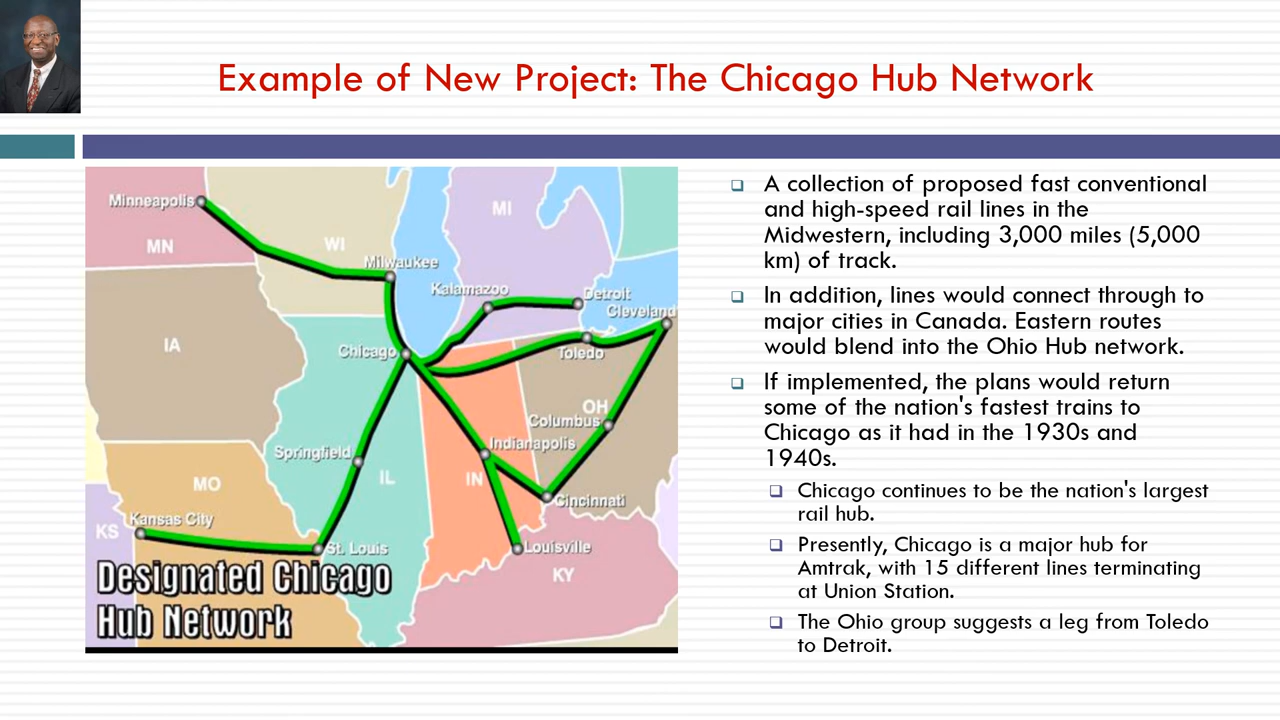 Example of New Project: The Chicago Hub Network
Minneapolis
MN
WI
MI
Milwaukee
Kalamazoo
Detroit
Cleveland
IA
Chicago
Toledo
OH
Columbus
Indianapolis
Springfield
IL
IN
MO
Cincinnati
KS
Kansas City
St. Louis
Louisville
KY
Designated Chicago
Hub Network
❑ A collection of proposed fast conventional
and high-speed rail lines in the
Midwestern, including 3,000 miles (5,000
km) of track.
❑ In addition, lines would connect through to
major cities in Canada. Eastern routes
would blend into the Ohio Hub network.
❑ If implemented, the plans would return
some of the nation's fastest trains to
Chicago as it had in the 1930s and
1940s.
❑ Chicago continues to be the nation's largest
rail hub.
❑ Presently, Chicago is a major hub for
Amtrak, with 15 different lines terminating
at Union Station.
❑ The Ohio group suggests a leg from Toledo
to Detroit.